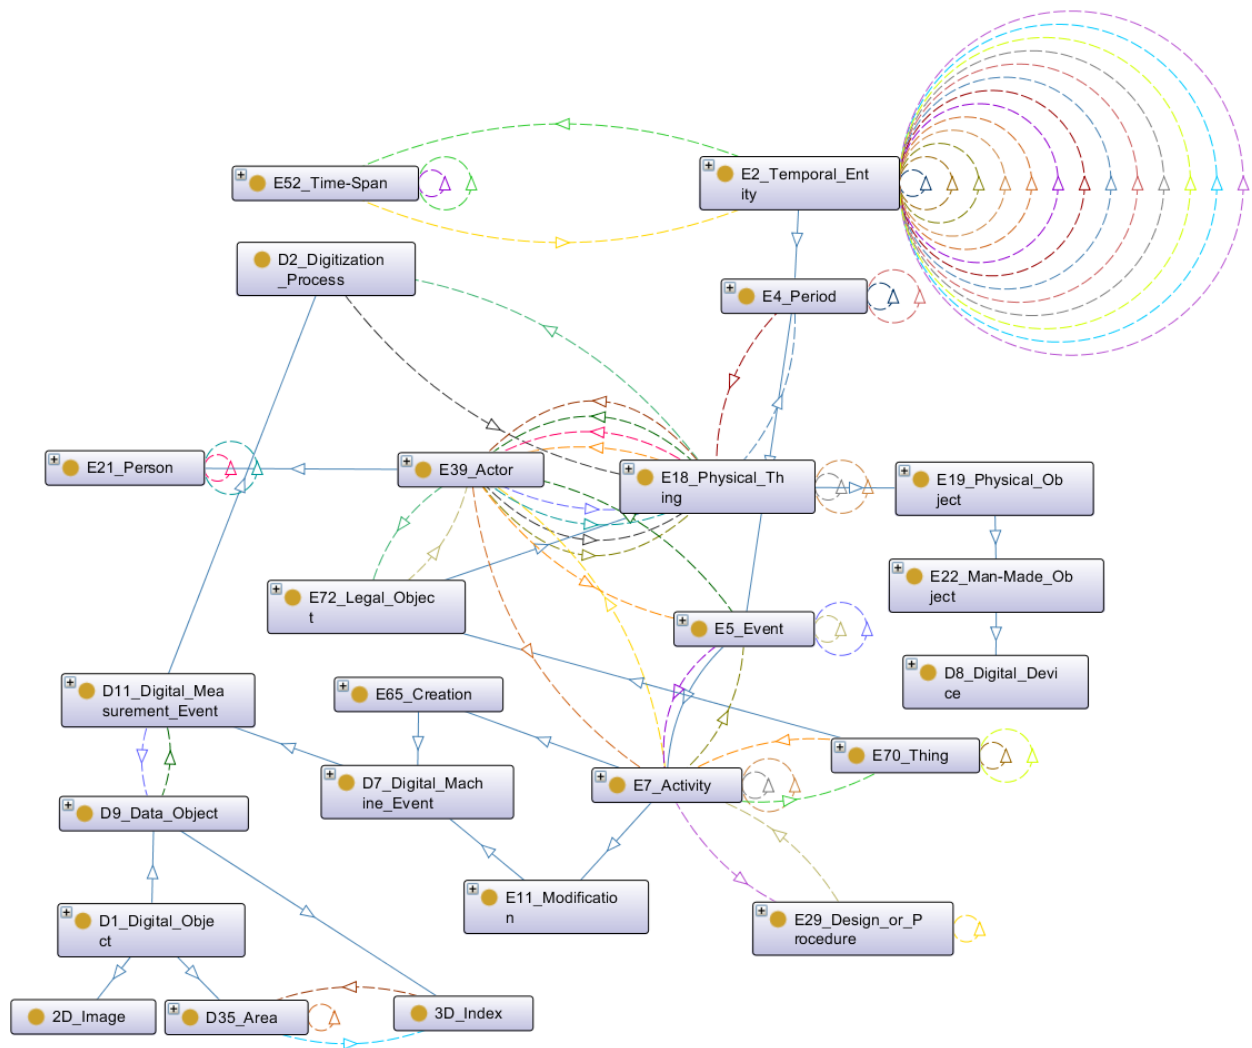 E52_Time-Span
E2_Temporal_Ent
ity
D2_Digitization
_Process
E4_Period
E21_Person
E39_Actor
E18_Physical_Th
ing
E19_Physical_Ob
ject
E22_Man-Made_Ob
ject
E72_Legal_Objec
t
E5_Event
D8_Digital_Devi
ce
D11_Digital_Mea
surement_Event
E65_Creation
E70_Thing
D7_Digital_Mach
ine_Event
E7_Activity
D9_Data_Object
E11_Modificatio
n
D1_Digital_Obje
ct
E29_Design_or_P
rocedure
2D_Image
D35_Area
3D_Index